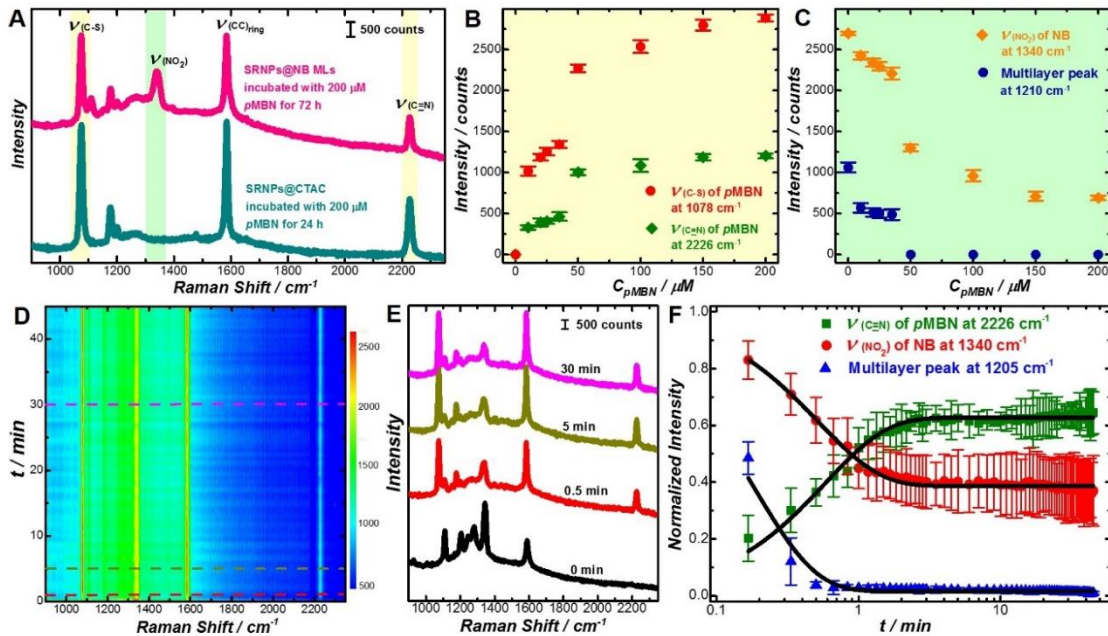 A
ν(C-S)
ν(NO2)
ν(CC)ring
500 counts
SRNPs@NB MLs
incubated with 200 μM
pMBN for 72 h
ν(C≡N)
SRNPs@CTAC
incubated with 200 μM
pMBN for 24 h
Intensity
1000 1200 1400 1600 1800 2000 2200
Raman Shift / cm-1
B
Intensity / counts
2500
2000
1500
1000
500
0
ν(C-S) of pMBN
at 1078 cm-1
ν(C≡N) of pMBN
at 2226 cm-1
0 50 100 150 200
CpMBN / μM
C
Intensity / counts
2500
2000
1500
1000
500
0
ν(NO2) of NB
at 1340 cm-1
Multilayer peak
at 1210 cm-1
0 50 100 150 200
CpMBN / μM
D
t / min
40
30
20
10
0
2500
2000
1500
1000
500
1000 1200 1400 1600 1800 2000 2200
Raman Shift / cm-1
E
500 counts
30 min
5 min
0.5 min
0 min
Intensity
1000 1200 1400 1600 1800 2000 2200
Raman Shift / cm-1
F
Normalized Intensity
1.0
0.8
0.6
0.4
0.2
0.0
ν(C≡N) of pMBN at 2226 cm-1
ν(NO2) of NB at 1340 cm-1
Multilayer peak at 1205 cm-1
0.1 1 10
t / min